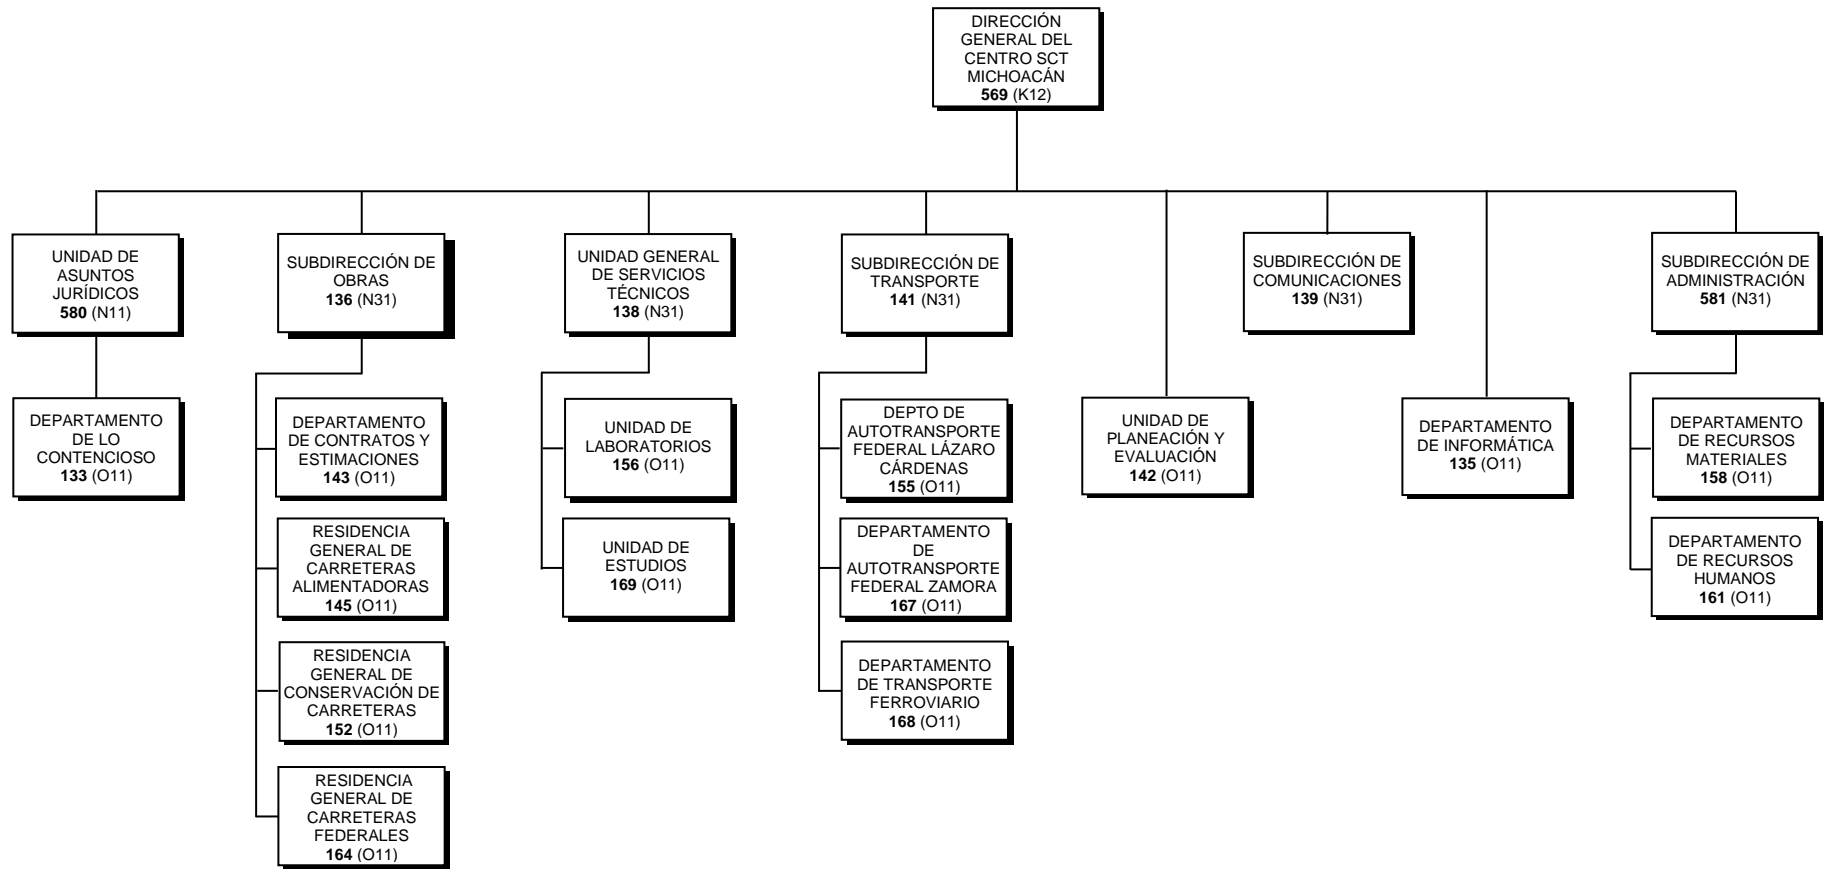 DIRECCIÓN
GENERAL DEL
CENTRO SCT
MICHOACÁN
569 (K12)
UNIDAD DE
ASUNTOS
JURÍDICOS
580 (N11)
SUBDIRECCIÓN DE
OBRAS
136 (N31)
UNIDAD GENERAL
DE SERVICIOS
TÉCNICOS
138 (N31)
SUBDIRECCIÓN DE
TRANSPORTE
141 (N31)
SUBDIRECCIÓN DE
COMUNICACIONES
139 (N31)
SUBDIRECCIÓN DE
ADMINISTRACIÓN
581 (N31)
DEPARTAMENTO
DE LO
CONTENCIOSO
133 (O11)
DEPARTAMENTO
DE CONTRATOS Y
ESTIMACIONES
143 (O11)
UNIDAD DE
LABORATORIOS
156 (O11)
DEPTO DE
AUTOTRANSPORTE
FEDERAL LÁZARO
CÁRDENAS
155 (O11)
UNIDAD DE
PLANEACIÓN Y
EVALUACIÓN
142 (O11)
DEPARTAMENTO
DE INFORMÁTICA
135 (O11)
DEPARTAMENTO
DE RECURSOS
MATERIALES
158 (O11)
RESIDENCIA
GENERAL DE
CARRETERAS
ALIMENTADORAS
145 (O11)
UNIDAD DE
ESTUDIOS
169 (O11)
DEPARTAMENTO
DE
AUTOTRANSPORTE
FEDERAL ZAMORA
167 (O11)
DEPARTAMENTO
DE RECURSOS
HUMANOS
161 (O11)
RESIDENCIA
GENERAL DE
CONSERVACIÓN DE
CARRETERAS
152 (O11)
DEPARTAMENTO
DE TRANSPORTE
FERROVIARIO
168 (O11)
RESIDENCIA
GENERAL DE
CARRETERAS
FEDERALES
164 (O11)